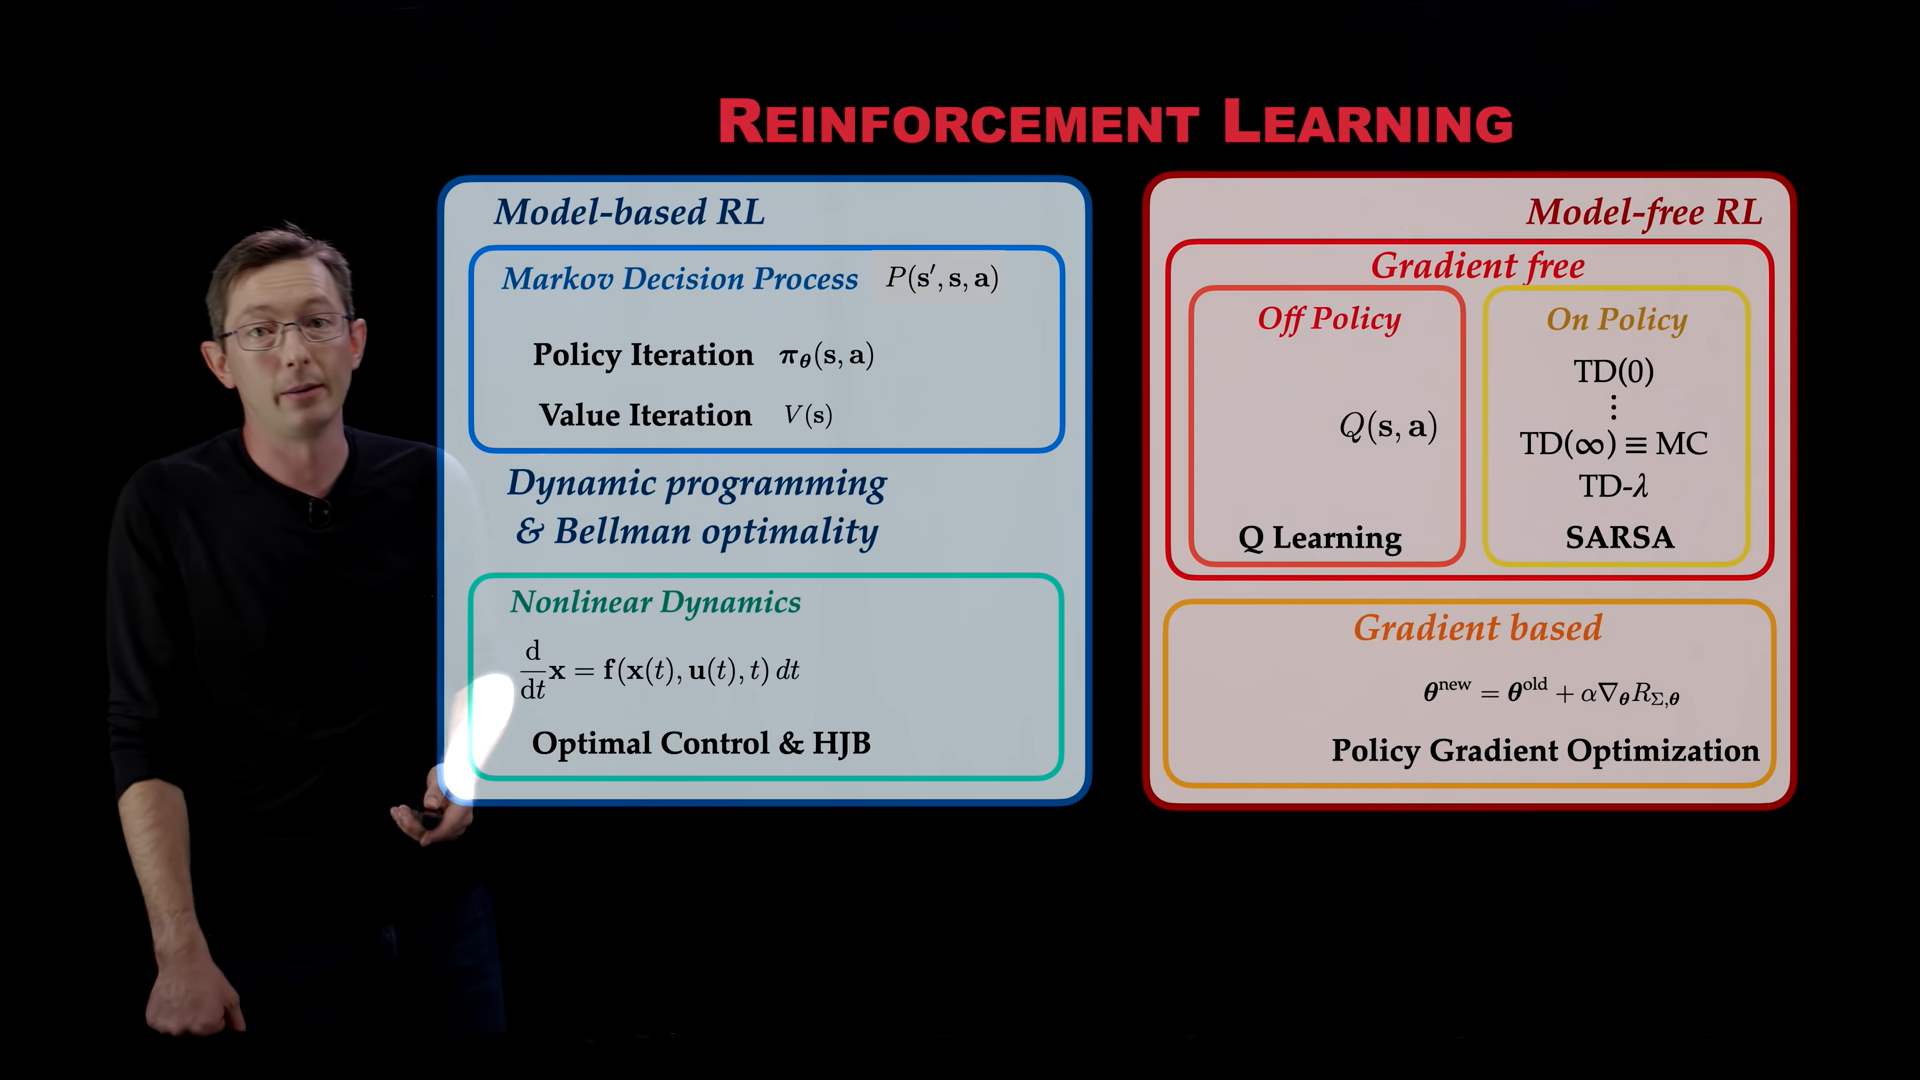 REINFORCEMENT LEARNING
Model-based RL
Markov Decision Process P(s′, s, a)
Policy Iteration π_θ(s, a)
Value Iteration V(s)
Dynamic programming
& Bellman optimality
Nonlinear Dynamics
d/dt x = f(x(t), u(t), t) dt
Optimal Control & HJB
Model-free RL
Gradient free
Off Policy
Q(s, a)
Q Learning
On Policy
TD(0)
⋮
TD(∞) ≡ MC
TD-λ
SARSA
Gradient based
θ^new = θ^old + α∇_θ R_Σ,θ
Policy Gradient Optimization